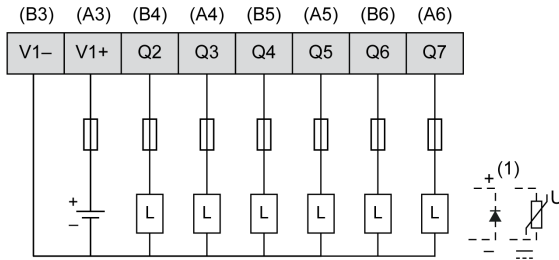 (B3) (A3) (B4) (A4) (B5) (A5) (B6) (A6)
V1– V1+ Q2 Q3 Q4 Q5 Q6 Q7
+ (1)
+ U
L L L L L L
–
–